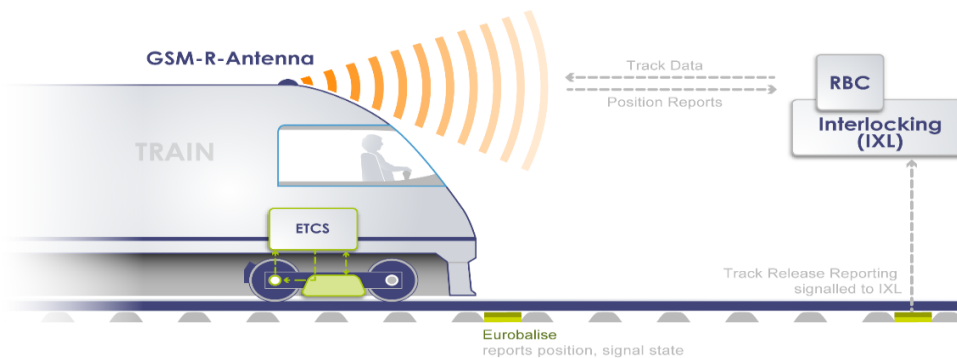 GSM-R-Antenna
Track Data
Position Reports
RBC
Interlocking
(IXL)
TRAIN
ETCS
Track Release Reporting
signalled to IXL
Eurobalise
reports position, signal state